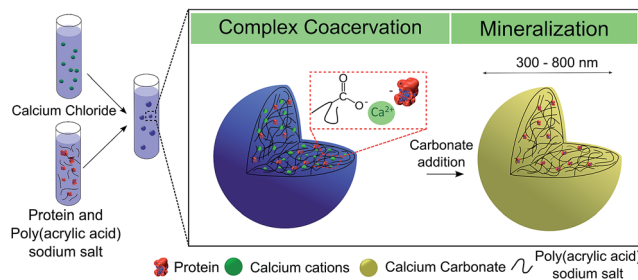 Complex Coacervation
Mineralization
Calcium Chloride
Protein and
Poly(acrylic acid)
sodium salt
O
O
-
-
Ca2+
Carbonate
addition
300 - 800 nm
Protein
Calcium cations
Calcium Carbonate
Poly(acrylic acid)
sodium salt